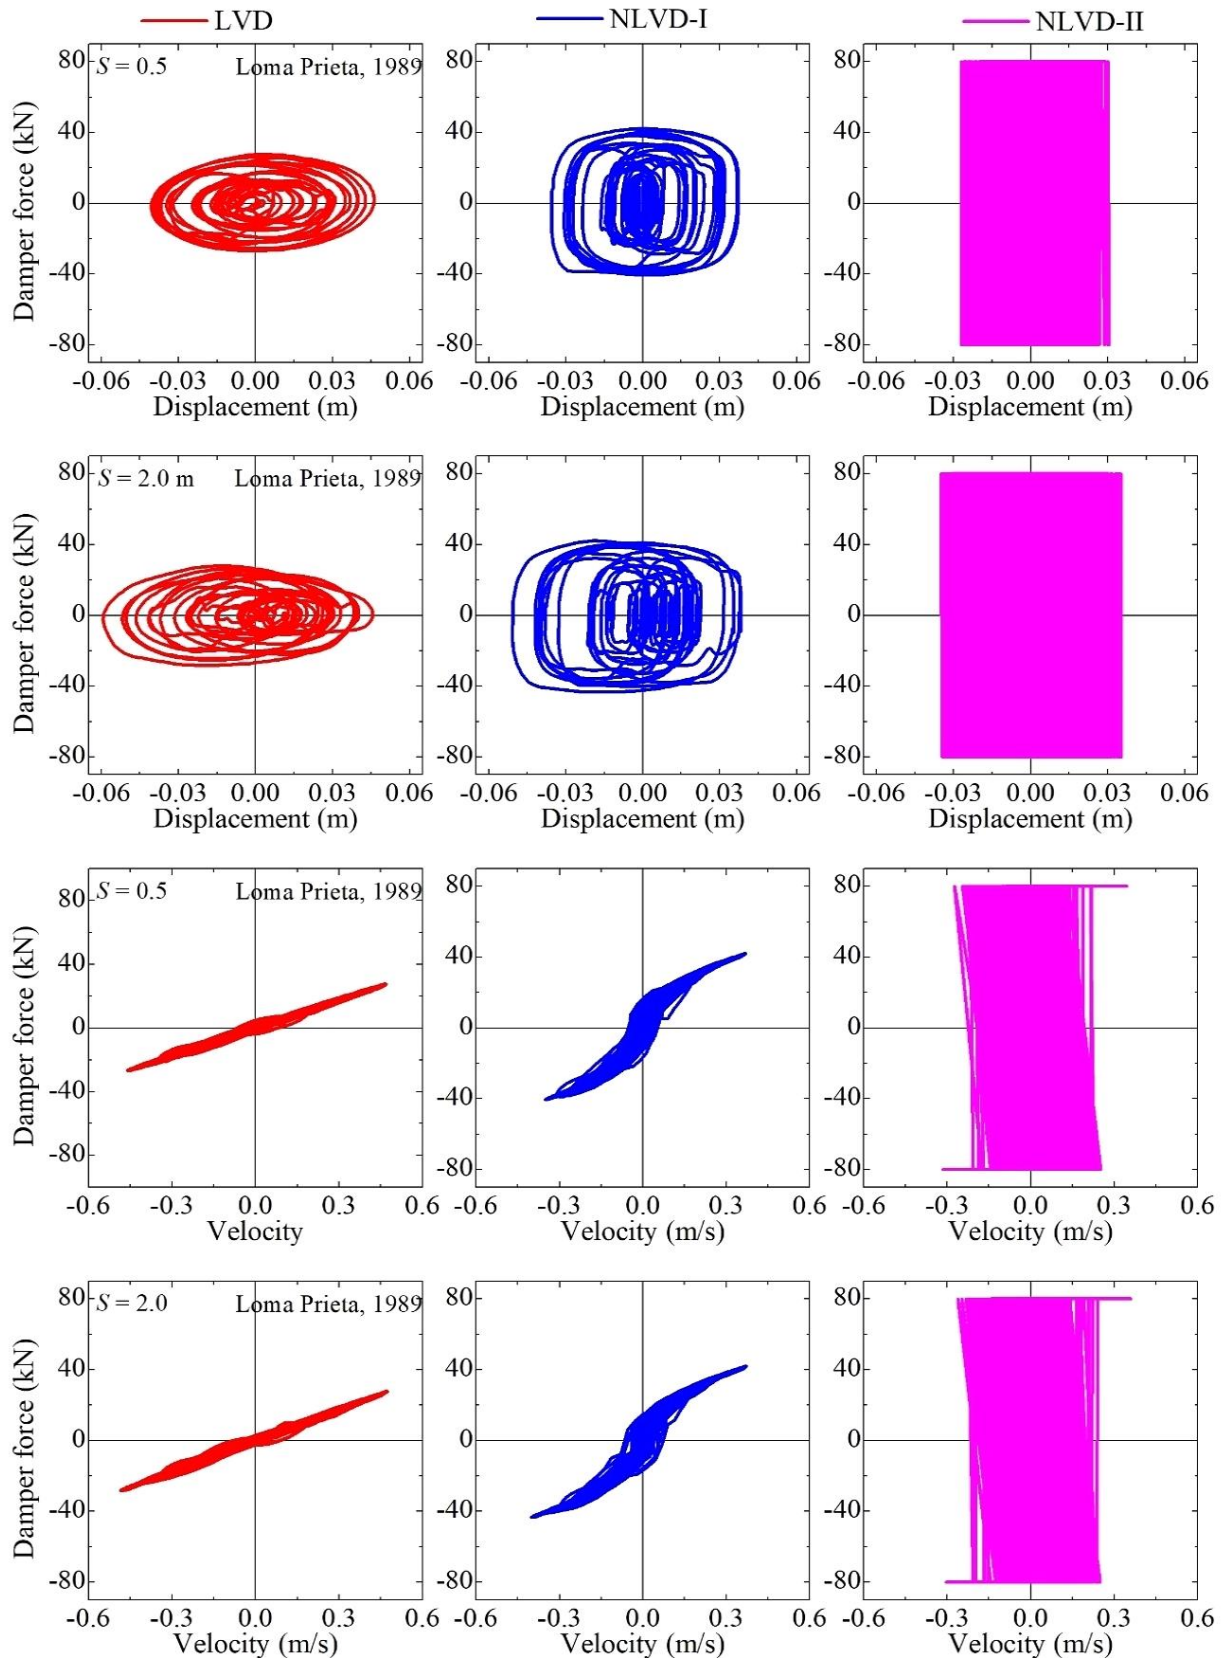 LVD NLVD-I NLVD-II
S = 0.5 Loma Prieta, 1989
Damper force (kN)
80 40 0 -40 -80
80 40 0 -40 -80
80 40 0 -40 -80
-0.06 -0.03 0.00 0.03 0.06
-0.06 -0.03 0.00 0.03 0.06
-0.06 -0.03 0.00 0.03 0.06
Displacement (m) Displacement (m) Displacement (m)
S = 2.0 m Loma Prieta, 1989
Damper force (kN)
80 40 0 -40 -80
80 40 0 -40 -80
80 40 0 -40 -80
-0.06 -0.03 0.00 0.03 0.06
-0.06 -0.03 0.00 0.03 0.06
-0.06 -0.03 0.00 0.03 0.06
Displacement (m) Displacement (m) Displacement (m)
S = 0.5 Loma Prieta, 1989
Damper force (kN)
80 40 0 -40 -80
80 40 0 -40 -80
80 40 0 -40 -80
-0.6 -0.3 0.0 0.3 0.6
-0.6 -0.3 0.0 0.3 0.6
-0.6 -0.3 0.0 0.3 0.6
Velocity Velocity (m/s) Velocity (m/s)
S = 2.0 Loma Prieta, 1989
Damper force (kN)
80 40 0 -40 -80
80 40 0 -40 -80
80 40 0 -40 -80
-0.6 -0.3 0.0 0.3 0.6
-0.6 -0.3 0.0 0.3 0.6
-0.6 -0.3 0.0 0.3 0.6
Velocity (m/s) Velocity (m/s) Velocity (m/s)